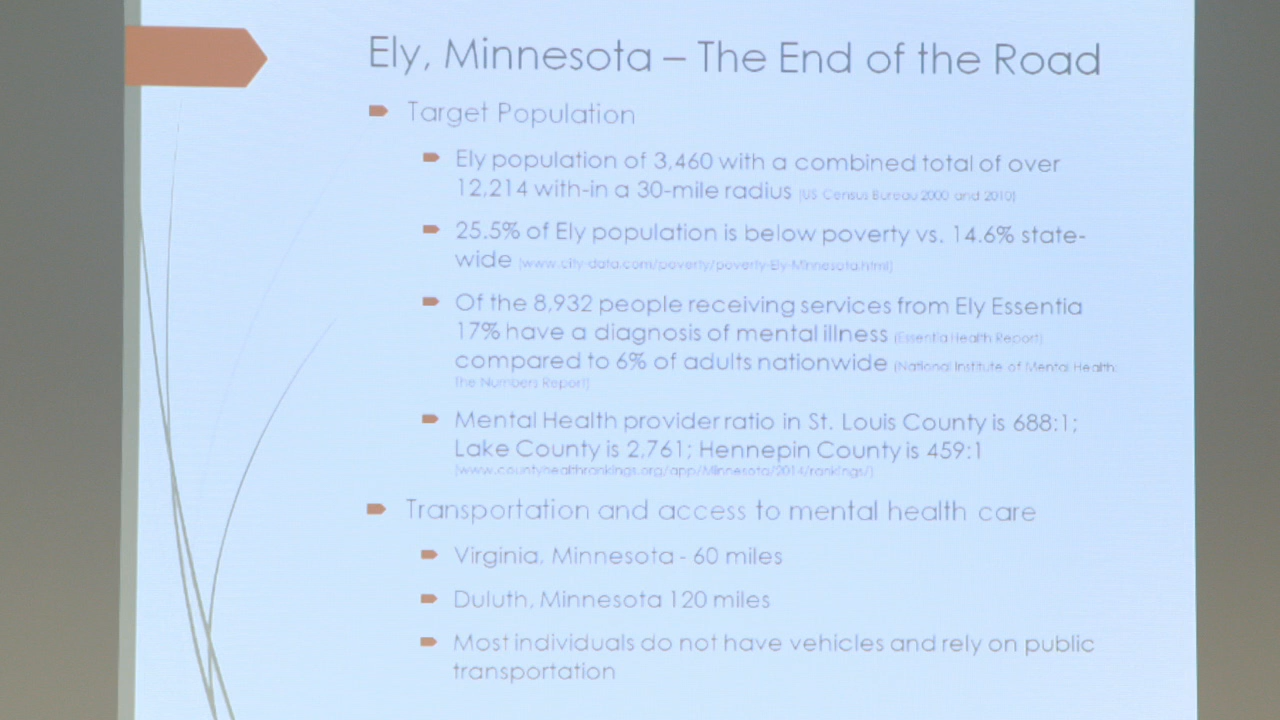 Ely, Minnesota – The End of the Road
Target Population
Ely population of 3,460 with a combined total of over
12,214 with-in a 30-mile radius (US Census Bureau 2000 and 2010)
25.5% of Ely population is below poverty vs. 14.6% state-
wide (www.city-data.com/poverty/poverty-Ely-Minnesota.html)
Of the 8,932 people receiving services from Ely Essentia
17% have a diagnosis of mental illness (Essentia Health Report)
compared to 6% of adults nationwide (National Institute of Mental Health:
The Numbers Report)
Mental Health provider ratio in St. Louis County is 688:1;
Lake County is 2,761; Hennepin County is 459:1
(www.countyhealthrankings.org/app/Minnesota/2014/rankings/)
Transportation and access to mental health care
Virginia, Minnesota - 60 miles
Duluth, Minnesota 120 miles
Most individuals do not have vehicles and rely on public
transportation